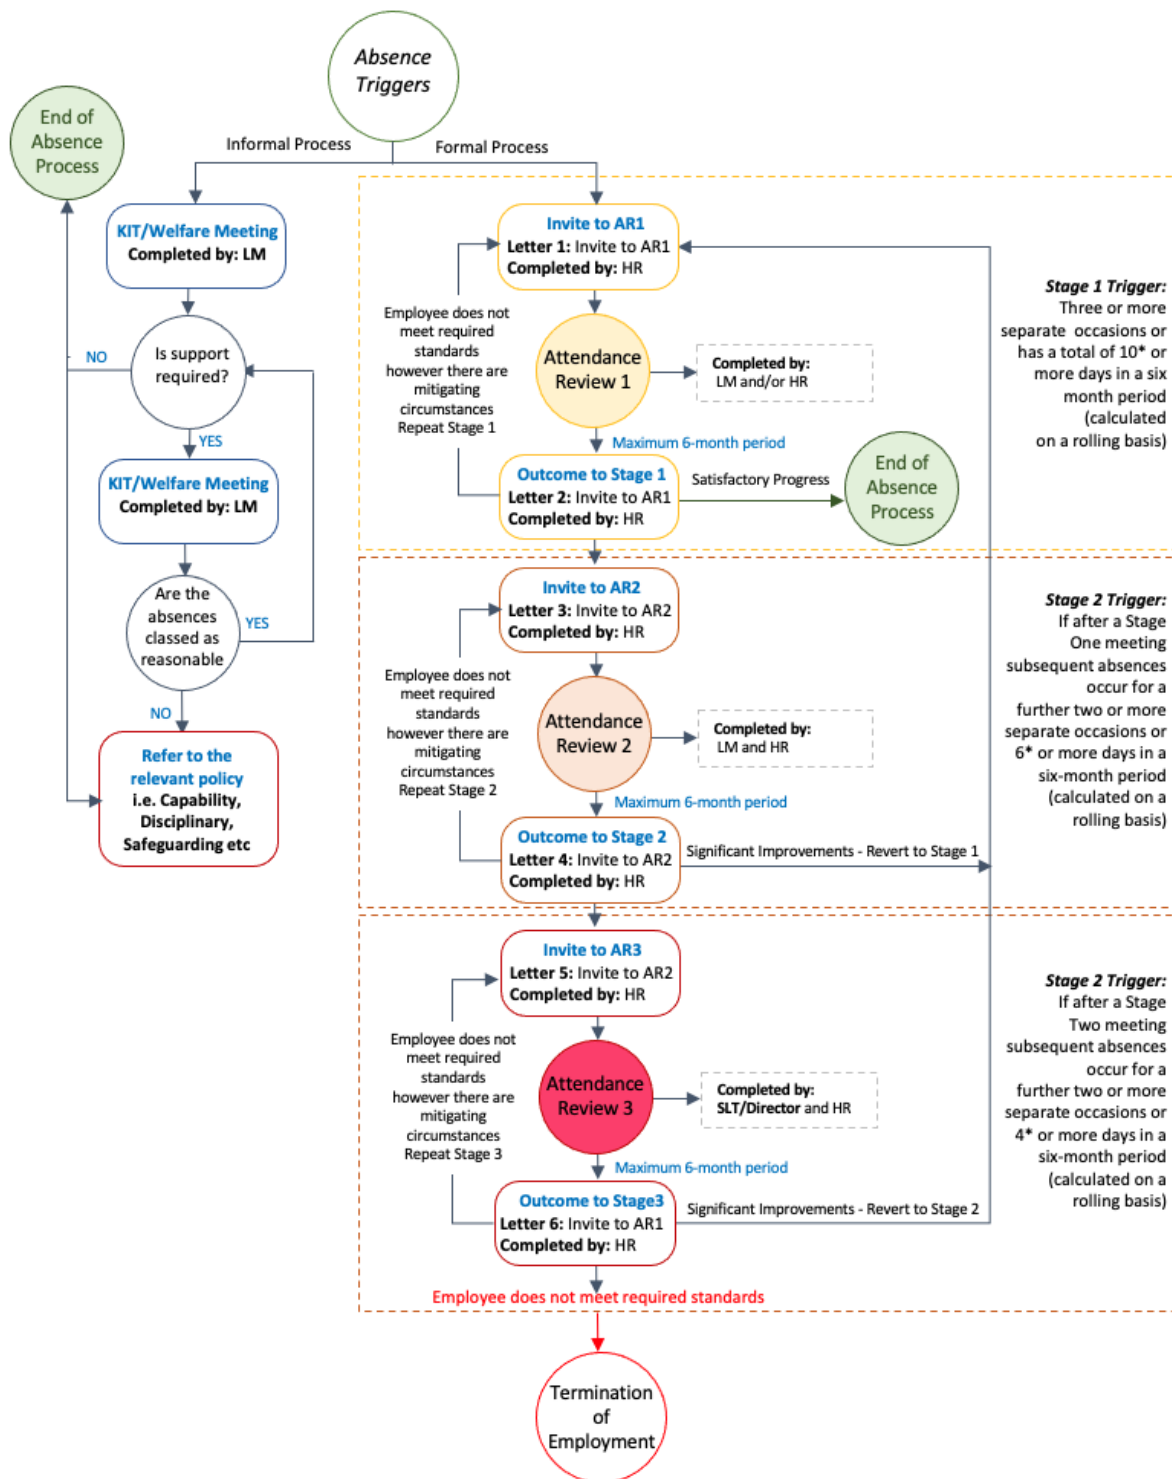 Absence
Triggers
End of
Absence
Process
Informal Process
Formal Process
KIT/Welfare Meeting
Completed by: LM
Is support
required?
NO
YES
KIT/Welfare Meeting
Completed by: LM
Are the
absences
classed as
reasonable
YES
NO
Refer to the
relevant policy
i.e. Capability,
Disciplinary,
Safeguarding etc
Invite to AR1
Letter 1: Invite to AR1
Completed by: HR
Employee does not
meet required
standards
however there are
mitigating
circumstances
Repeat Stage 1
Attendance
Review 1
Completed by:
LM and/or HR
Maximum 6-month period
Outcome to Stage 1
Letter 2: Invite to AR1
Completed by: HR
Satisfactory Progress
End of
Absence
Process
Stage 1 Trigger:
Three or more
separate occasions or
has a total of 10* or
more days in a six
month period
(calculated
on a rolling basis)
Invite to AR2
Letter 3: Invite to AR2
Completed by: HR
Employee does not
meet required
standards
however there are
mitigating
circumstances
Repeat Stage 2
Attendance
Review 2
Completed by:
LM and HR
Maximum 6-month period
Outcome to Stage 2
Letter 4: Invite to AR2
Completed by: HR
Significant Improvements - Revert to Stage 1
Stage 2 Trigger:
If after a Stage
One meeting
subsequent absences
occur for a
further two or more
separate occasions or
6* or more days in a
six-month period
(calculated on a
rolling basis)
Invite to AR3
Letter 5: Invite to AR2
Completed by: HR
Employee does not
meet required
standards
however there are
mitigating
circumstances
Repeat Stage 3
Attendance
Review 3
Completed by:
SLT/Director and HR
Maximum 6-month period
Outcome to Stage3
Letter 6: Invite to AR1
Completed by: HR
Significant Improvements - Revert to Stage 2
Stage 2 Trigger:
If after a Stage
Two meeting
subsequent absences
occur for a
further two or more
separate occasions or
4* or more days in a
six-month period
(calculated on a
rolling basis)
Employee does not meet required standards
Termination
of
Employment